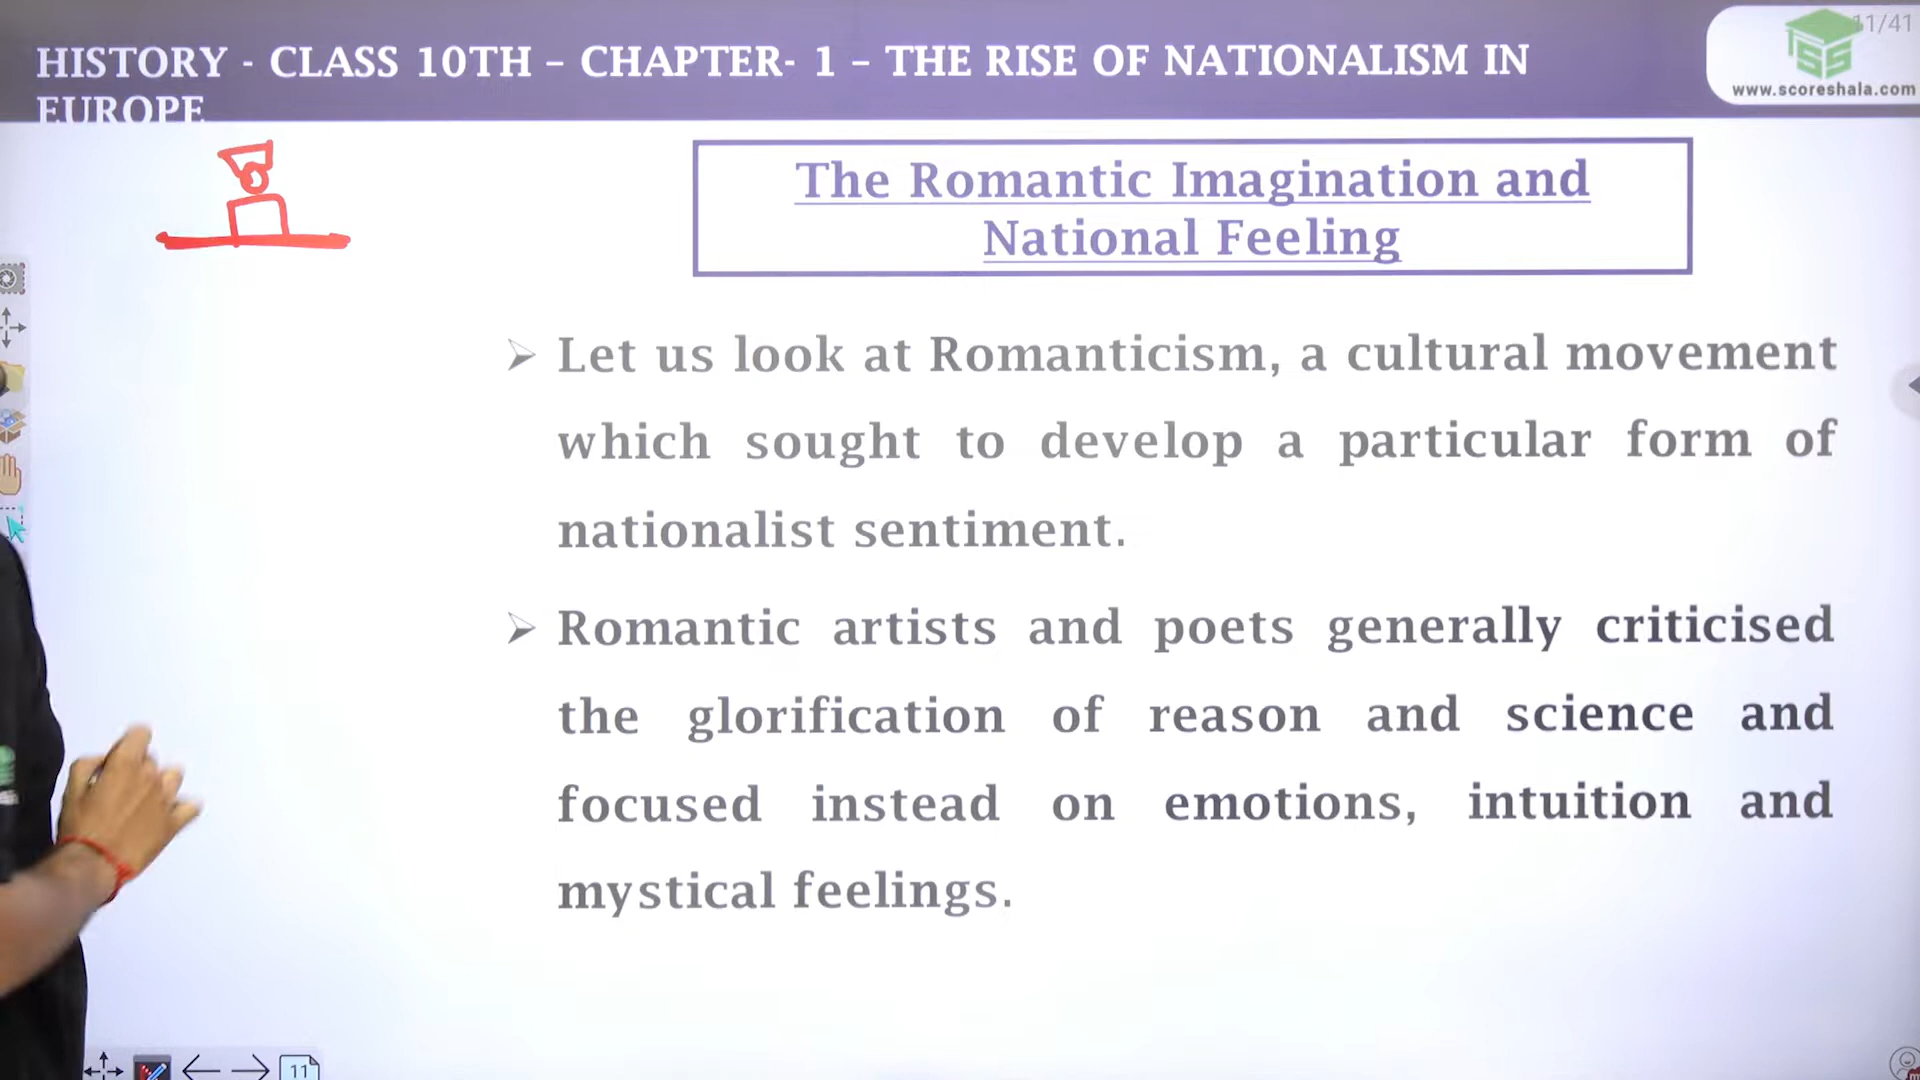 HISTORY - CLASS 10TH – CHAPTER- 1 – THE RISE OF NATIONALISM IN
EUROPE
11/41
www.scoreshala.com
The Romantic Imagination and
National Feeling
➢ Let us look at Romanticism, a cultural movement
which sought to develop a particular form of
nationalist sentiment.
➢ Romantic artists and poets generally criticised
the glorification of reason and science and
focused instead on emotions, intuition and
mystical feelings.
11